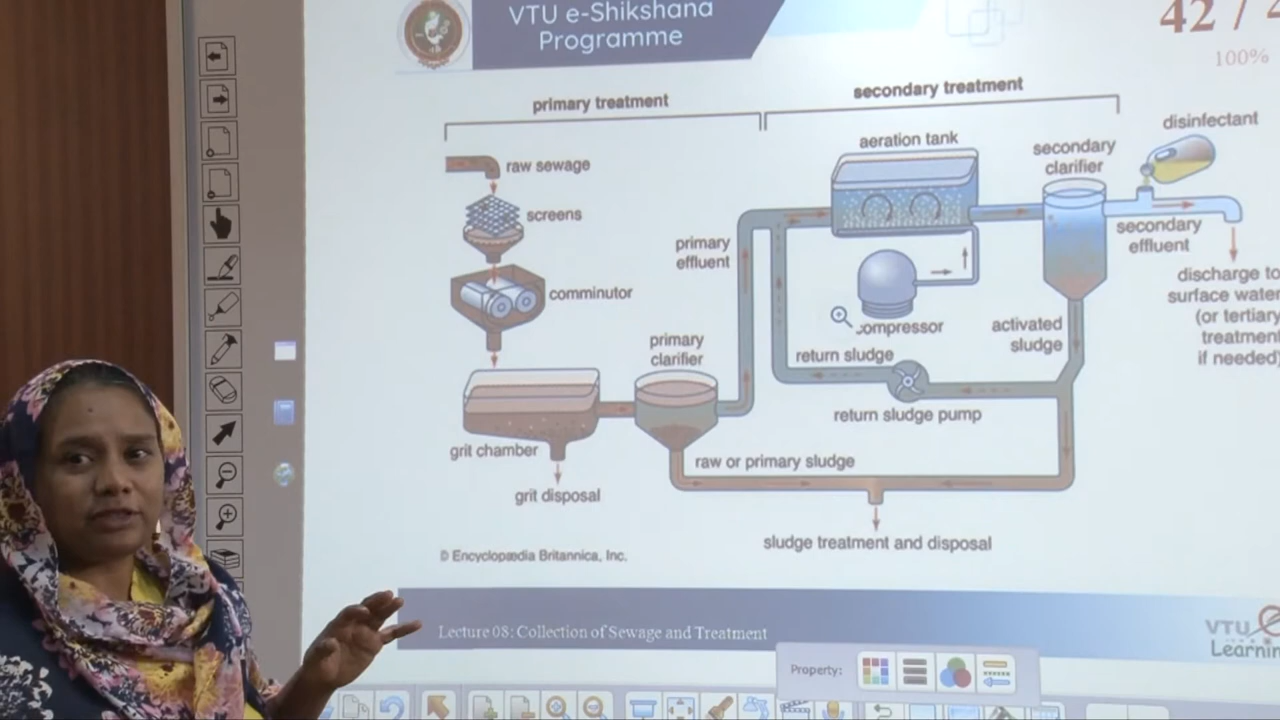 VTU e-Shikshana
Programme
42 / 4
100%
primary treatment
secondary treatment
raw sewage
screens
comminutor
grit chamber
grit disposal
primary
clarifier
primary
effluent
aeration tank
compressor
secondary
clarifier
disinfectant
secondary
effluent
discharge to
surface water
(or tertiary
treatment
if needed)
activated
sludge
return sludge
return sludge pump
raw or primary sludge
sludge treatment and disposal
© Encyclopædia Britannica, Inc.
Lecture 08: Collection of Sewage and Treatment
VTU
Learnin
Property: